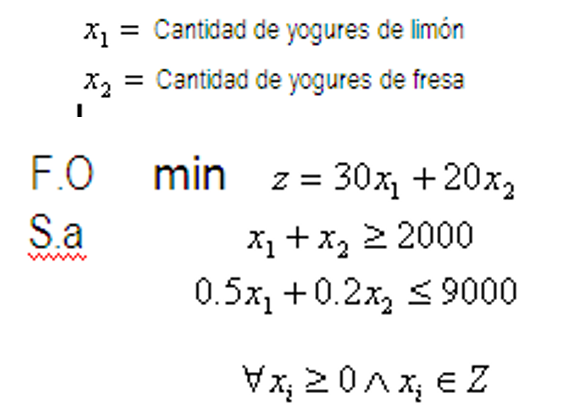 x₁ = Cantidad de yogures de limón
x₂ = Cantidad de yogures de fresa
F.O min z = 30x₁ + 20x₂
S.a x₁ + x₂ ≥ 2000
0.5x₁ + 0.2x₂ ≤ 9000
∀ xᵢ ≥ 0 ∧ xᵢ ∈ Z